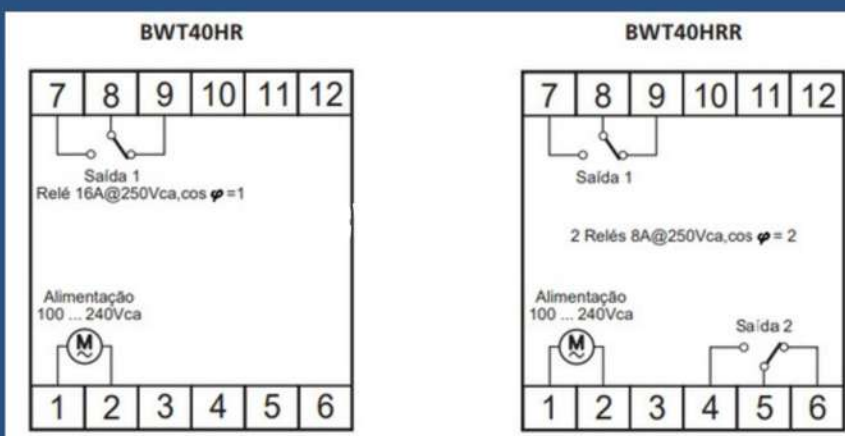 BWT40HR
7 8 9 10 11 12
Saída 1
Relé 16A@250Vca,cos φ=1
Alimentação
100 ... 240Vca
M
1 2 3 4 5 6
BWT40HRR
7 8 9 10 11 12
Saída 1
2 Relés 8A@250Vca,cos φ= 2
Alimentação
100 ... 240Vca
M
Saída 2
1 2 3 4 5 6